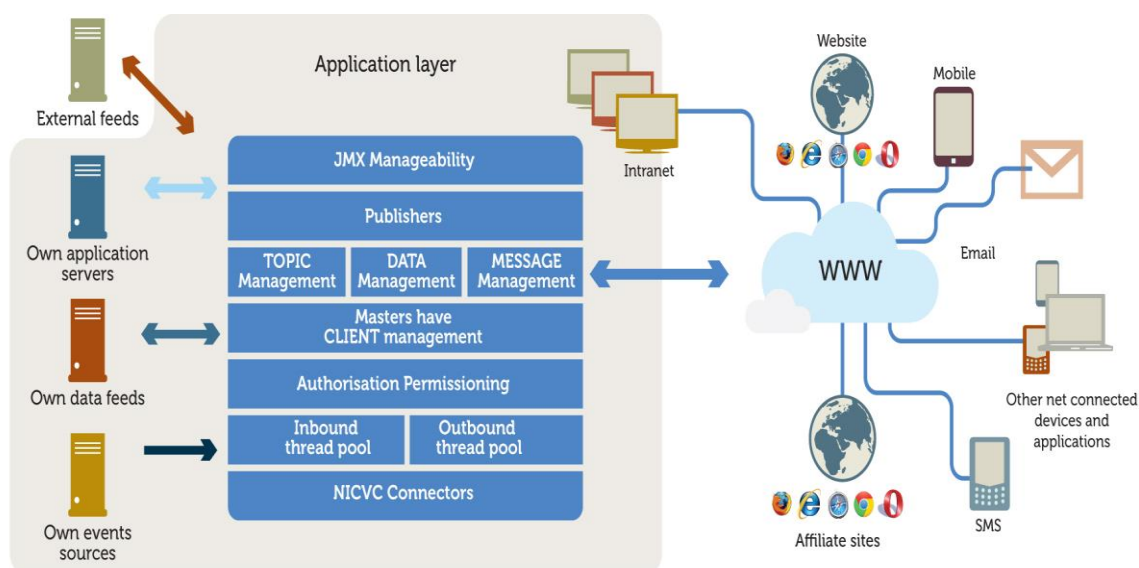 Application layer
External feeds
Own application
servers
Own data feeds
Own events
sources
JMX Manageability
Publishers
TOPIC
Management
DATA
Management
MESSAGE
Management
Masters have
CLIENT management
Authorisation Permissioning
Inbound
thread pool
Outbound
thread pool
NICVC Connectors
Intranet
Website
Mobile
WWW
Email
Other net connected
devices and
applications
SMS
Affiliate sites